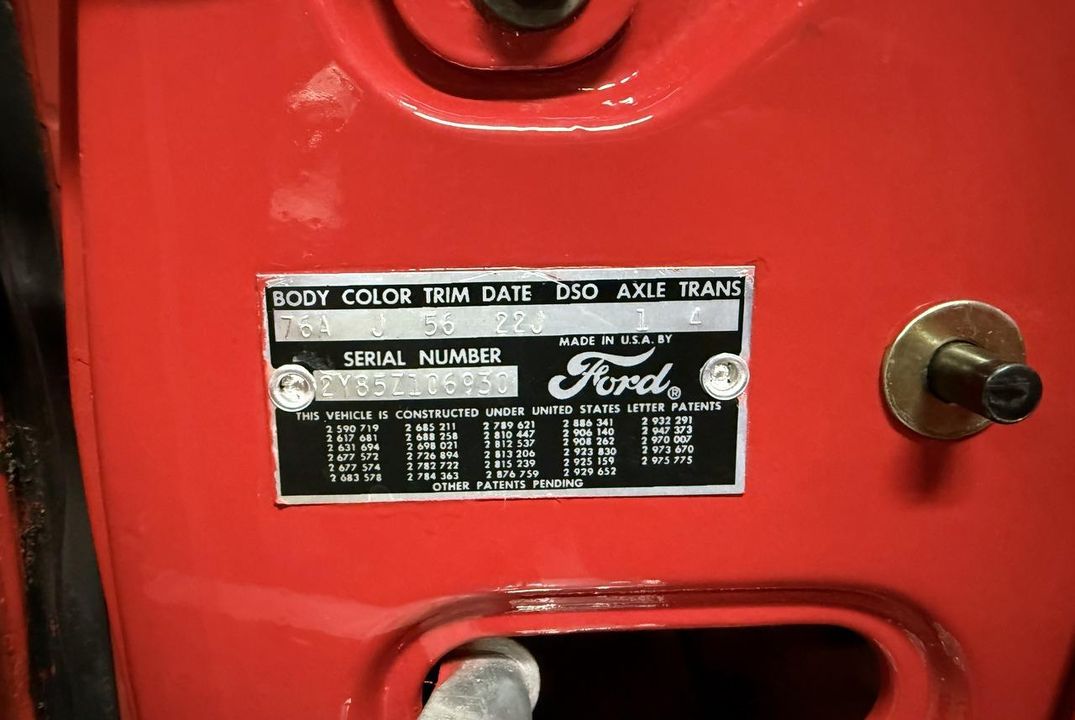 BODY COLOR TRIM DATE DSO AXLE TRANS
76A J 56 22J 1 4
MADE IN U.S.A. BY
SERIAL NUMBER
Ford®
2Y85Z106930
THIS VEHICLE IS CONSTRUCTED UNDER UNITED STATES LETTER PATENTS
2 590 719 2 685 211 2 789 621 2 886 341 2 932 291
2 617 681 2 688 258 2 810 447 2 906 140 2 947 373
2 631 694 2 698 021 2 812 537 2 908 262 2 970 007
2 677 572 2 726 894 2 813 206 2 923 830 2 973 670
2 677 574 2 782 722 2 815 239 2 925 159 2 975 775
2 683 578 2 784 363 2 876 759 2 929 652
OTHER PATENTS PENDING